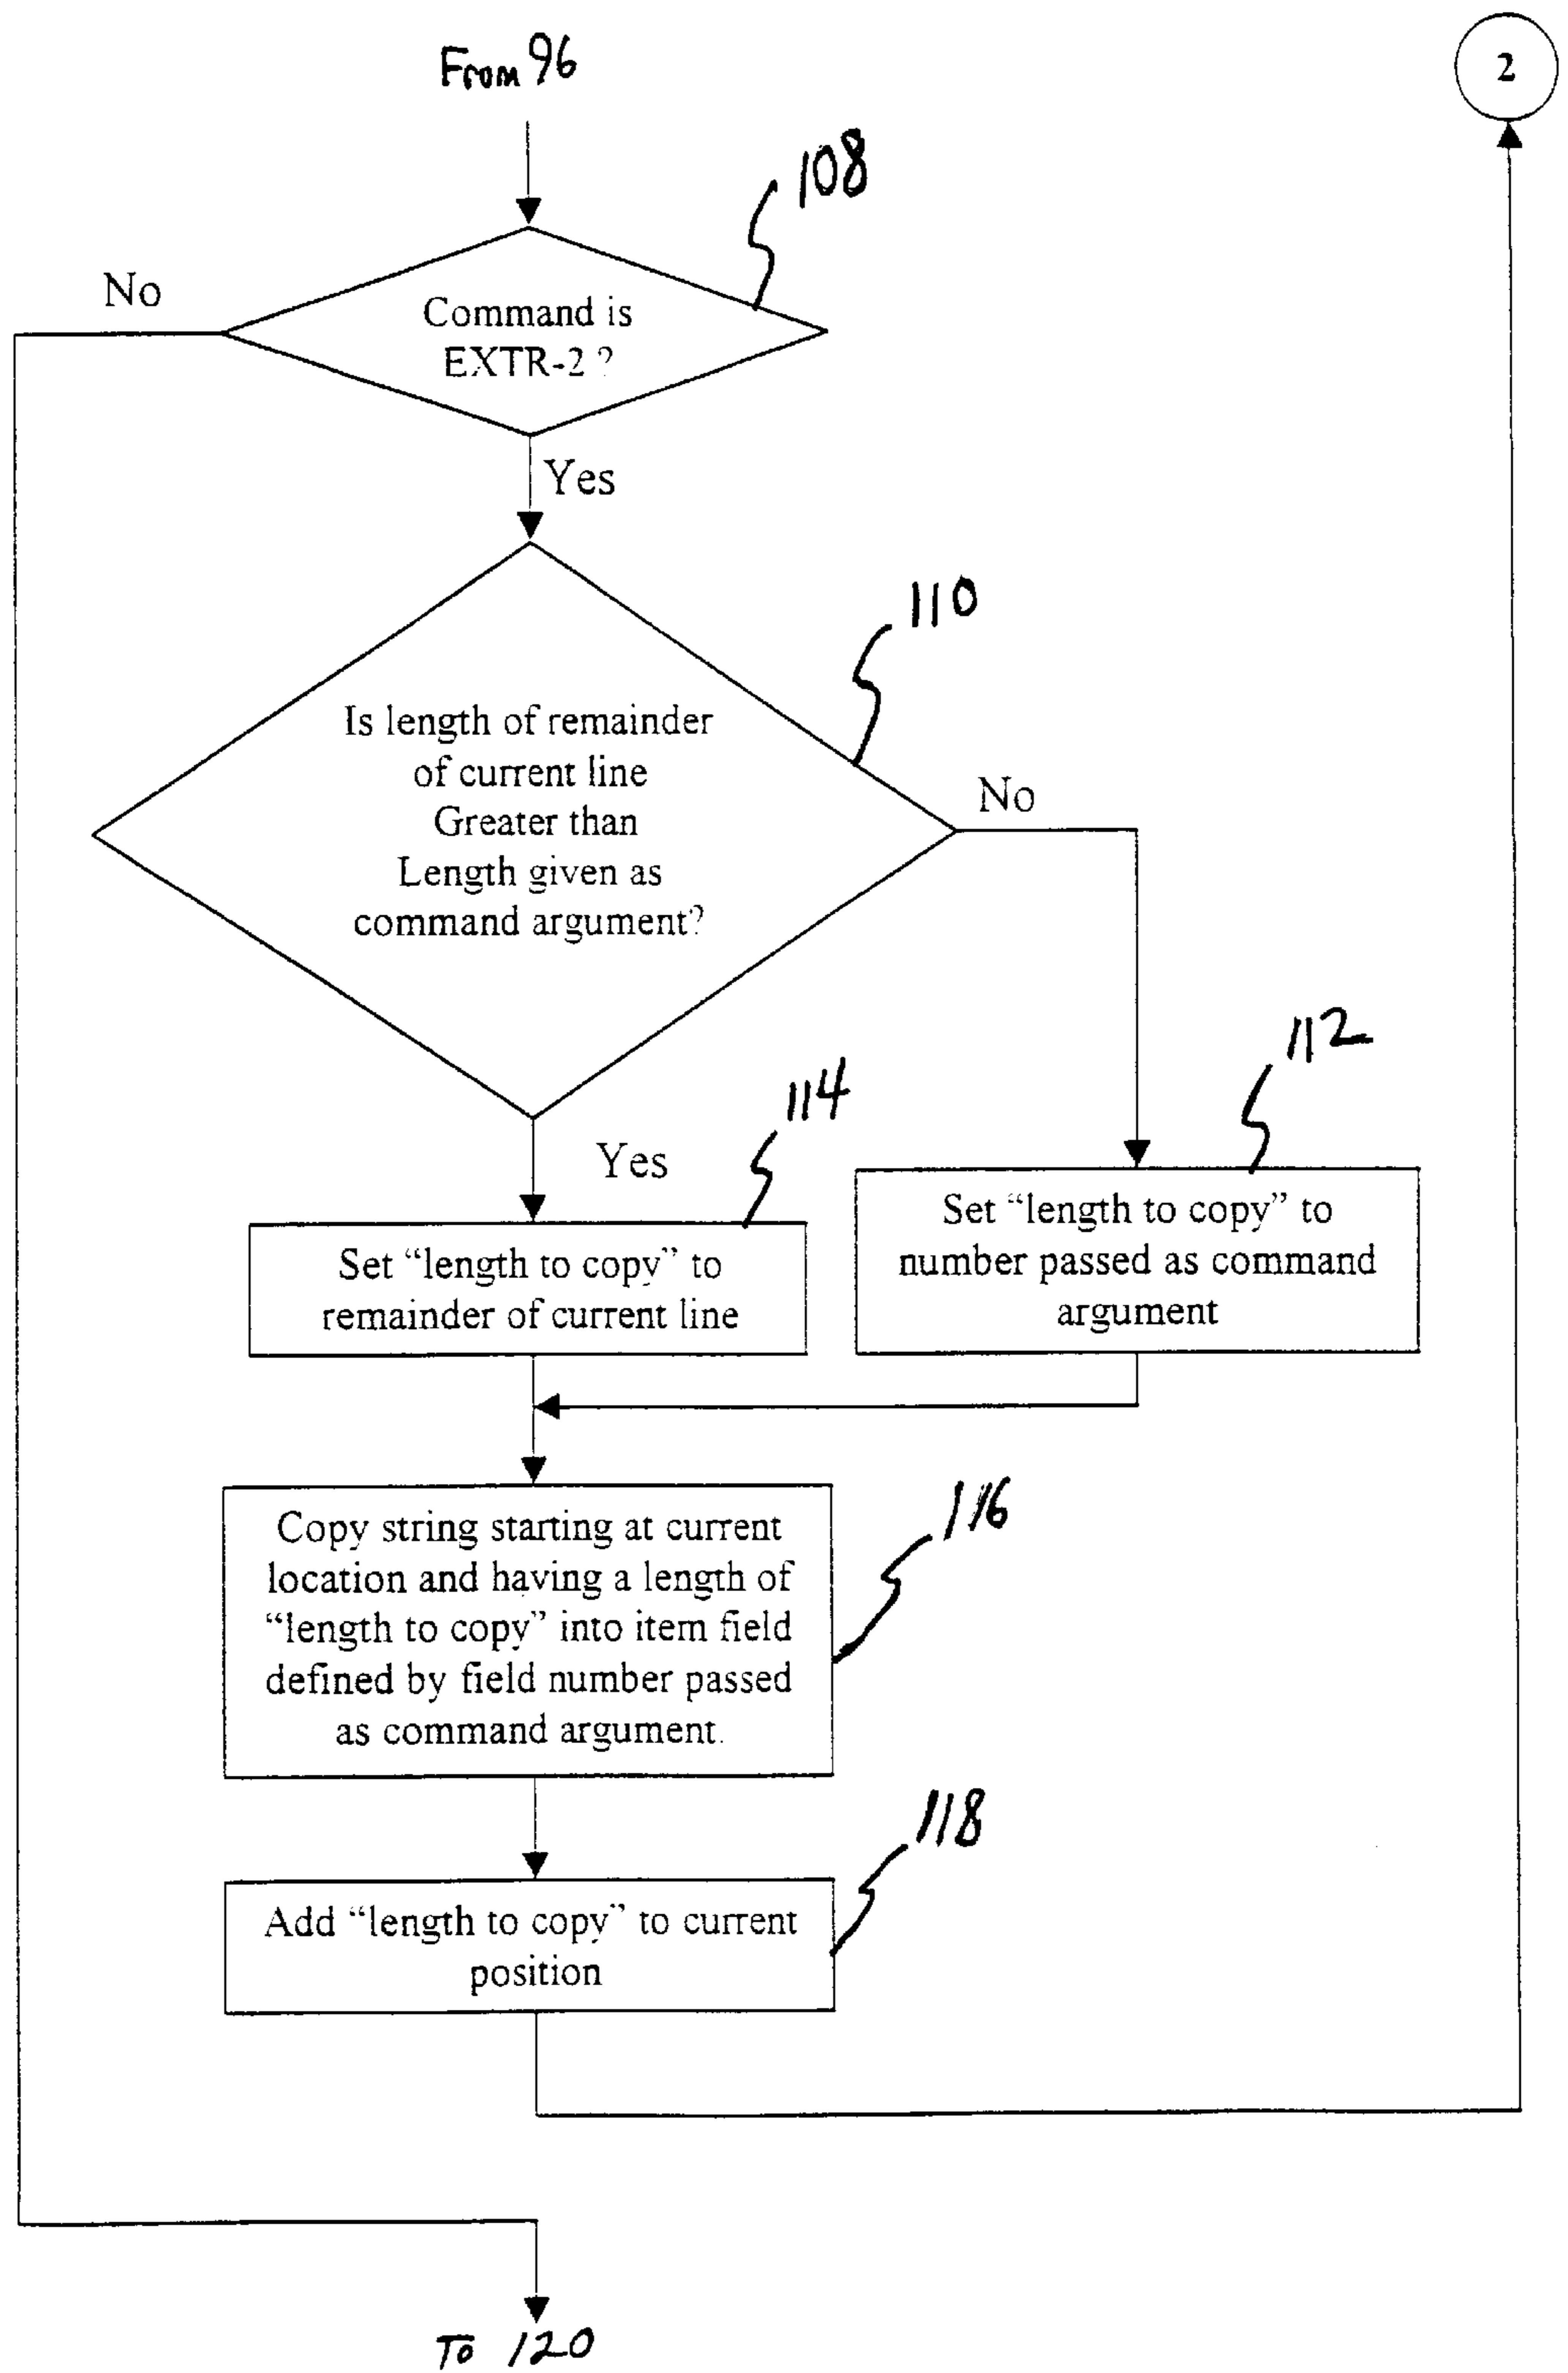 From 96
2
108
No
Command is
EXTR-2 ?
Yes
110
Is length of remainder
of current line
Greater than
Length given as
command argument?
No
112
114
Yes
Set “length to copy” to
number passed as command
argument
Set “length to copy” to
remainder of current line
116
Copy string starting at current
location and having a length of
“length to copy” into item field
defined by field number passed
as command argument.
118
Add “length to copy” to current
position
To 120